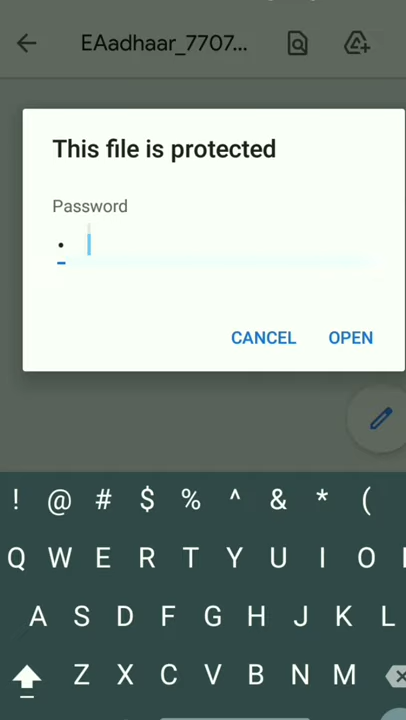 EAadhaar_7707...
This file is protected
Password
CANCEL OPEN
! @ # $ % ^ & * (
Q W E R T Y U I O
A S D F G H J K L
Z X C V B N M